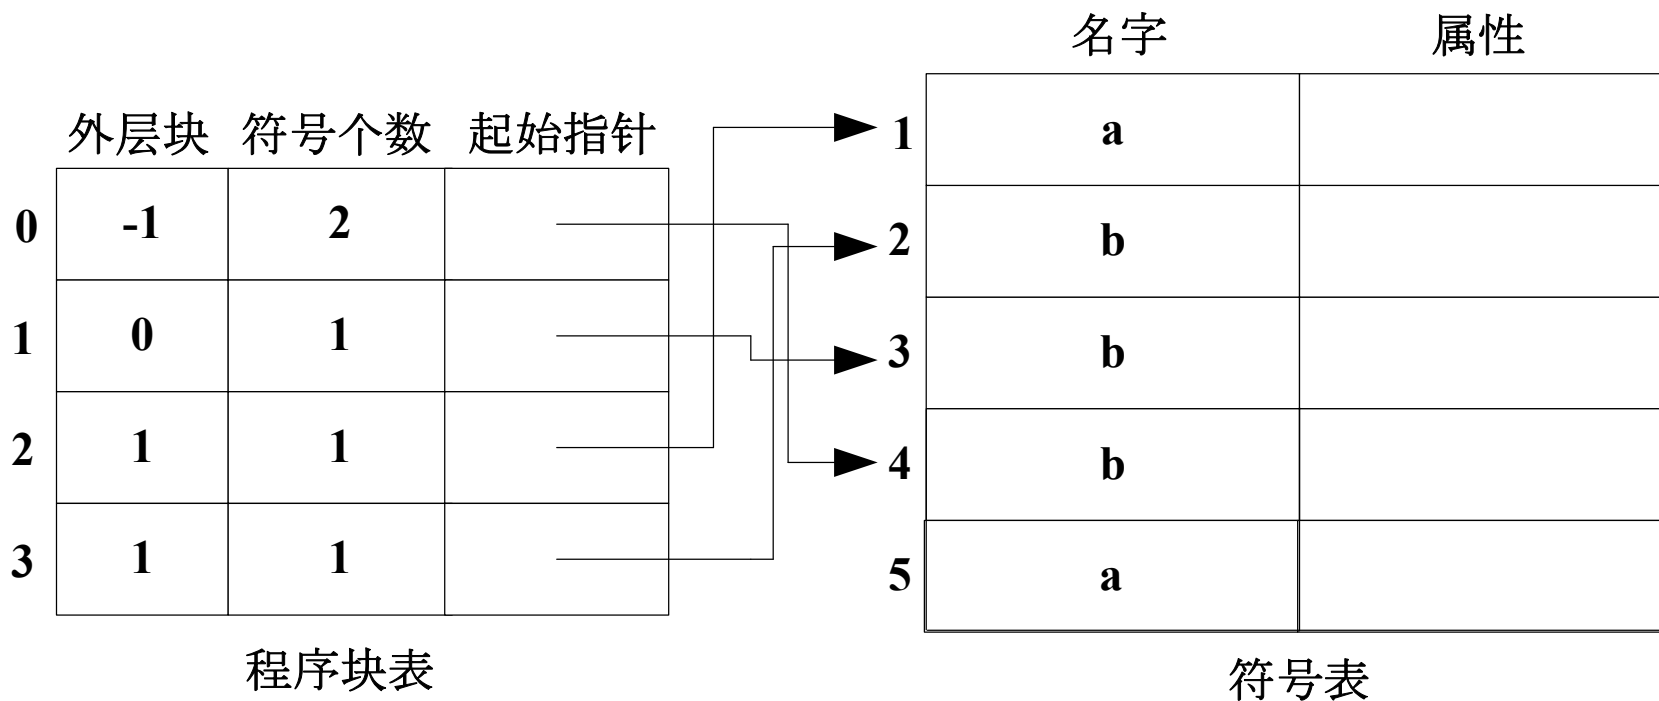 名字 属性
外层块 符号个数 起始指针
0 -1 2
1 0 1
2 1 1
3 1 1
程序块表
1 a
2 b
3 b
4 b
5 a
符号表